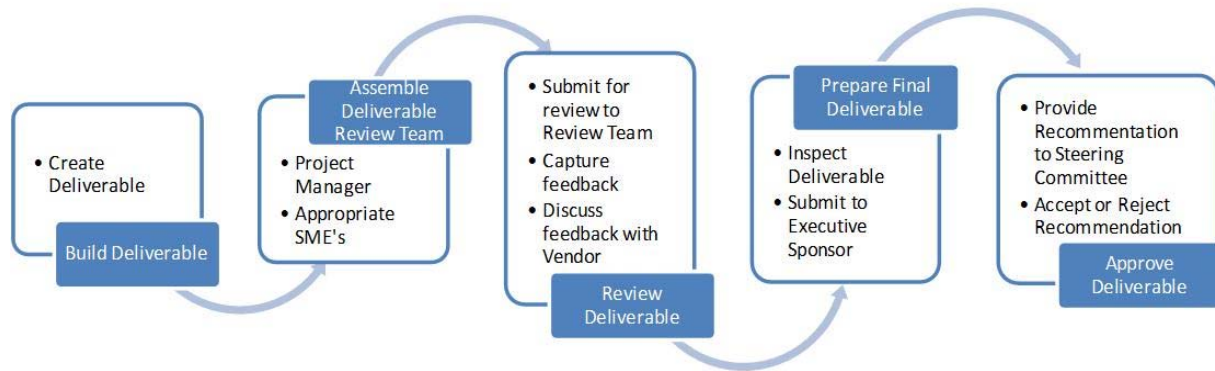 • Create
Deliverable
Build Deliverable
Assemble
Deliverable
Review Team
• Project
Manager
• Appropriate
SME's
• Submit for
review to
Review Team
• Capture
feedback
• Discuss
feedback with
Vendor
Review
Deliverable
Prepare Final
Deliverable
• Inspect
Deliverable
• Submit to
Executive
Sponsor
• Provide
Recommentation
to Steering
Committee
• Accept or Reject
Recommendation
Approve
Deliverable